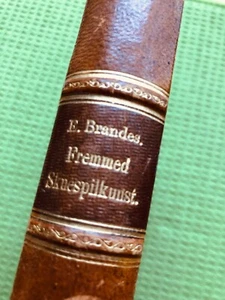 E. Brandes.
Fremmed
Skuespilkunst.